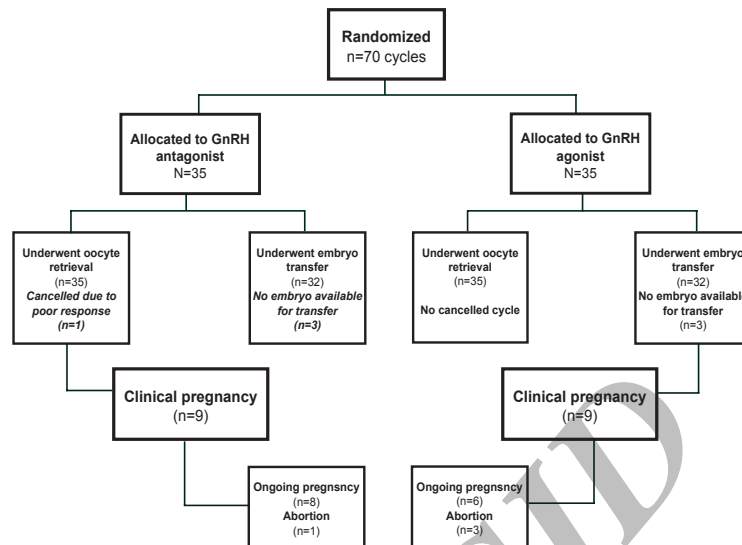 Randomized
n=70 cycles
Allocated to GnRH
antagonist
N=35
Allocated to GnRH
agonist
N=35
Underwent oocyte
retrieval
(n=35)
Cancelled due to
poor response
(n=1)
Underwent embryo
transfer
(n=32)
No embryo available
for transfer
(n=3)
Underwent oocyte
retrieval
(n=35)
No cancelled cycle
Underwent embryo
transfer
(n=32)
No embryo available
for transfer
(n=3)
Clinical pregnancy
(n=9)
Clinical pregnancy
(n=9)
Ongoing pregnsncy
(n=8)
Abortion
(n=1)
Ongoing pregnsncy
(n=6)
Abortion
(n=3)